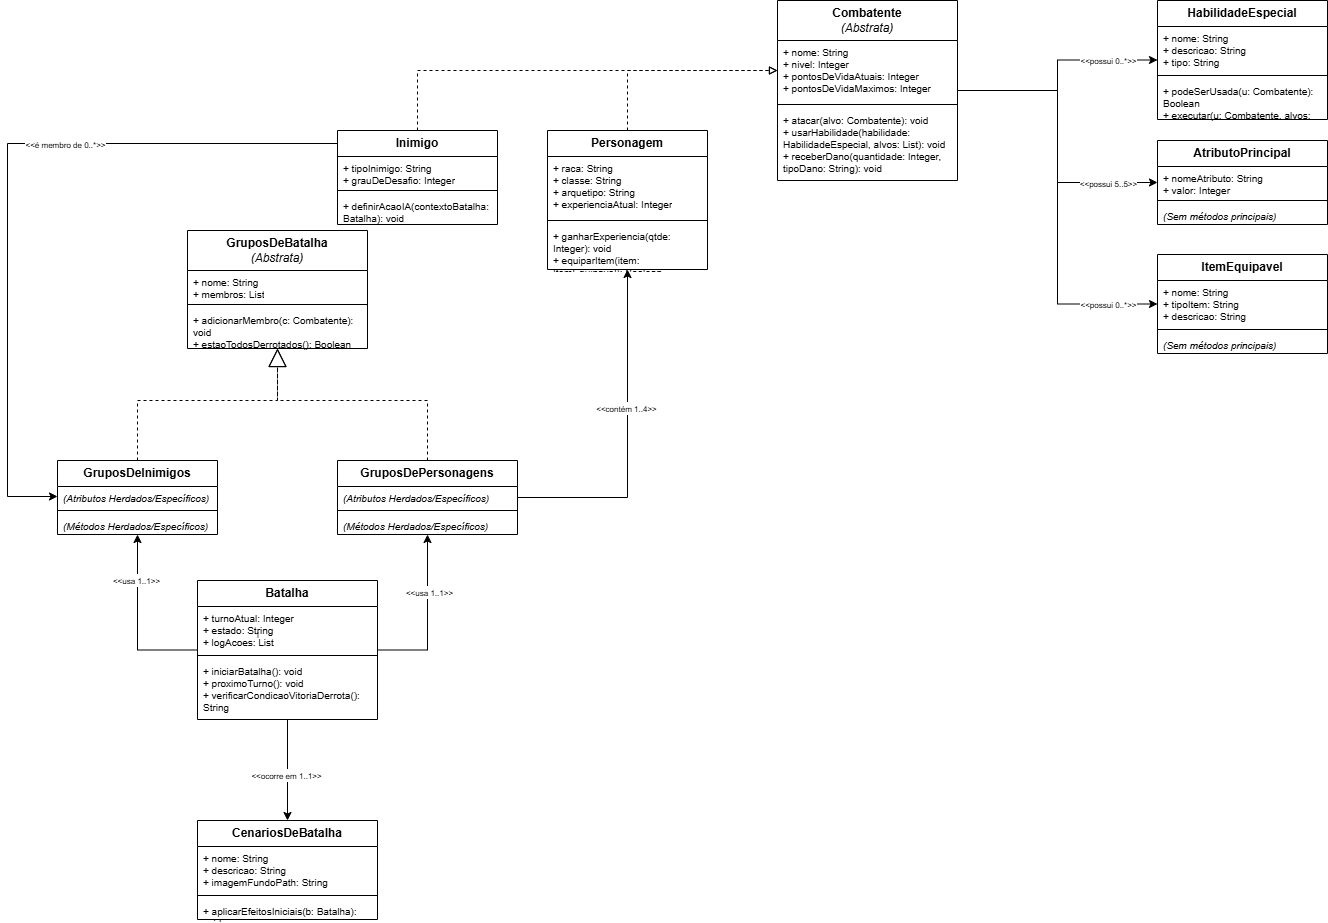 Combatente
(Abstrata)
+ nome: String
+ nivel: Integer
+ pontosDeVidaAtuais: Integer
+ pontosDeVidaMaximos: Integer
+ atacar(alvo: Combatente): void
+ usarHabilidade(habilidade:
HabilidadeEspecial, alvos: List): void
+ receberDano(quantidade: Integer,
tipoDano: String): void
HabilidadeEspecial
+ nome: String
+ descricao: String
+ tipo: String
+ podeSerUsada(u: Combatente):
Boolean
+ executar(u: Combatente, alvos:
<<possui 0..*>>
AtributoPrincipal
+ nomeAtributo: String
+ valor: Integer
(Sem métodos principais)
<<possui 5..5>>
ItemEquipavel
+ nome: String
+ tipoItem: String
+ descricao: String
(Sem métodos principais)
<<possui 0..*>>
Inimigo
+ tipoInimigo: String
+ grauDeDesafio: Integer
+ definirAcaoIA(contextoBatalha:
Batalha): void
<<é membro de 0..*>>
Personagem
+ raca: String
+ classe: String
+ arquetipo: String
+ experienciaAtual: Integer
+ ganharExperiencia(qtde:
Integer): void
+ equiparItem(item:
GruposDeBatalha
(Abstrata)
+ nome: String
+ membros: List
+ adicionarMembro(c: Combatente):
void
+ estaoTodosDerrotados(): Boolean
<<contém 1..4>>
GruposDeInimigos
(Atributos Herdados/Específicos)
(Métodos Herdados/Específicos)
GruposDePersonagens
(Atributos Herdados/Específicos)
(Métodos Herdados/Específicos)
<<usa 1..1>>
<<usa 1..1>>
Batalha
+ turnoAtual: Integer
+ estado: String
+ logAcoes: List
+ iniciarBatalha(): void
+ proximoTurno(): void
+ verificarCondicaoVitoriaDerrota():
String
<<ocorre em 1..1>>
CenariosDeBatalha
+ nome: String
+ descricao: String
+ imagemFundoPath: String
+ aplicarEfeitosIniciais(b: Batalha):